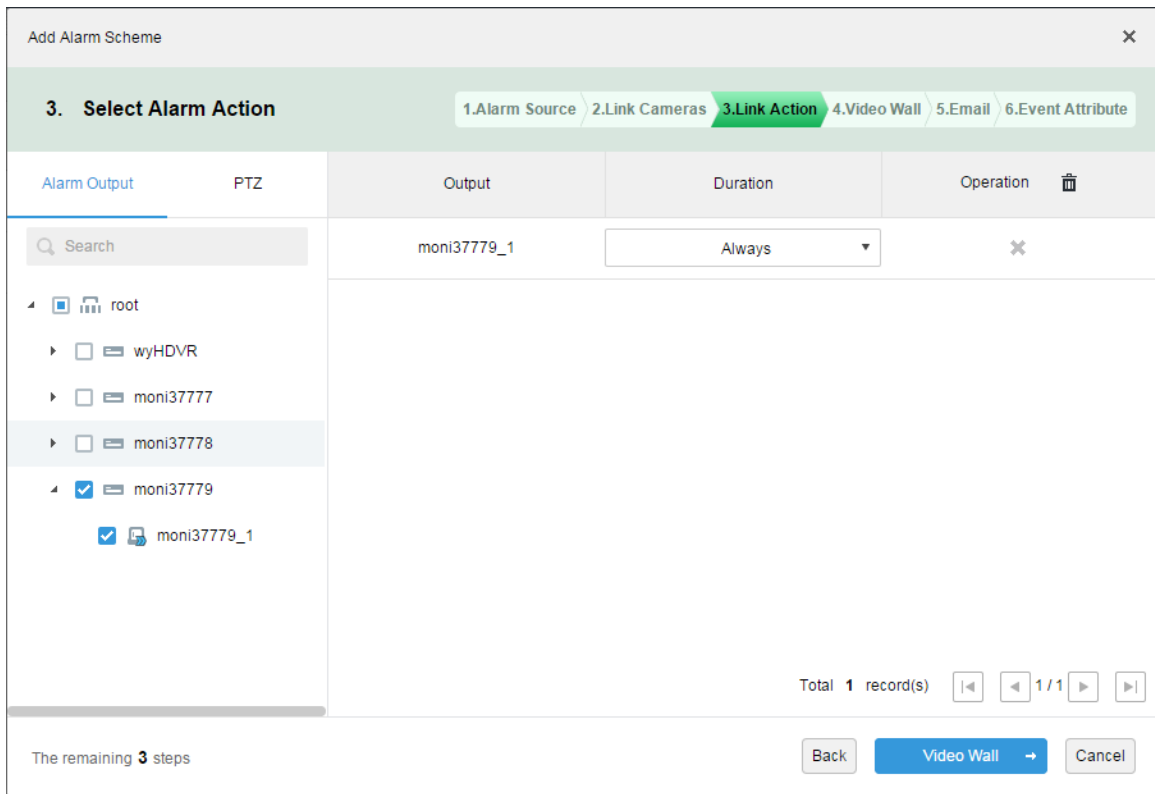 Add Alarm Scheme
3. Select Alarm Action
1.Alarm Source 2.Link Cameras 3.Link Action 4.Video Wall 5.Email 6.Event Attribute
Alarm Output PTZ Output Duration Operation
Search
moni37779_1 Always
root
wyHDVR
moni37777
moni37778
moni37779
moni37779_1
Total 1 record(s) 1 / 1
The remaining 3 steps Back Video Wall → Cancel